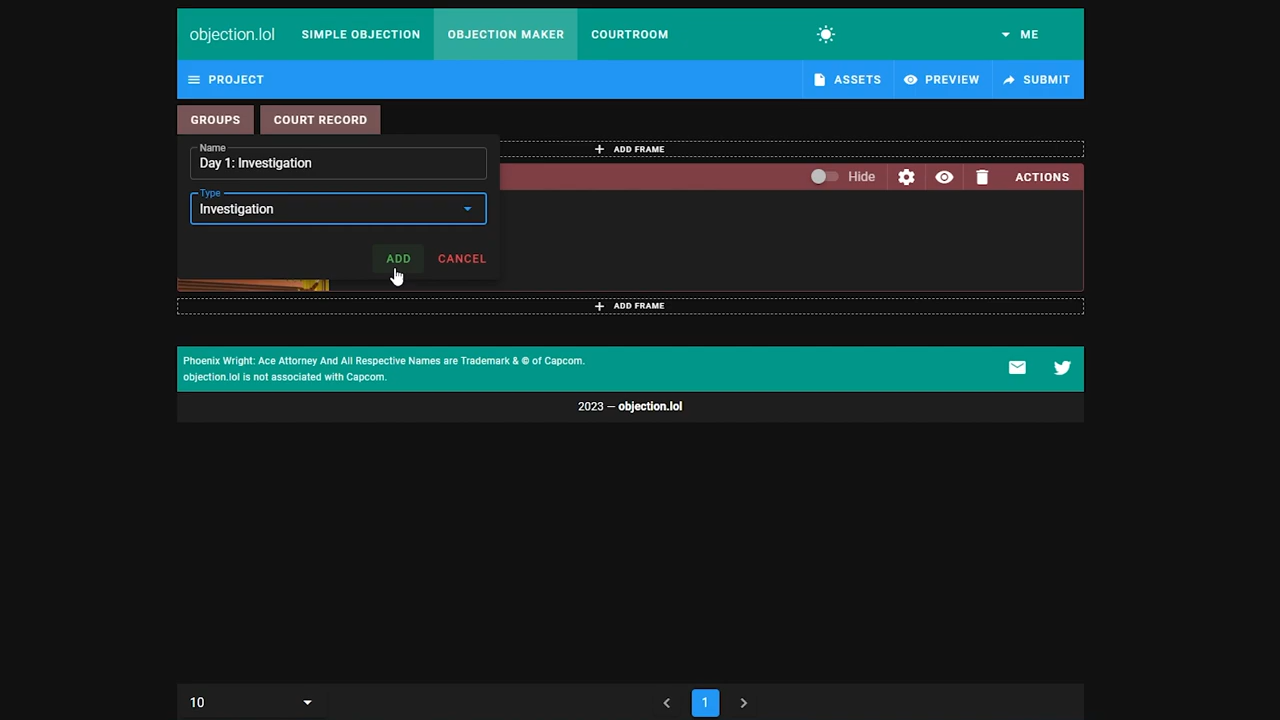 objection.lol SIMPLE OBJECTION OBJECTION MAKER COURTROOM ME
PROJECT ASSETS PREVIEW SUBMIT
GROUPS COURT RECORD
ADD FRAME
Name
Day 1: Investigation
Hide ACTIONS
Type
Investigation
ADD CANCEL
ADD FRAME
Phoenix Wright: Ace Attorney And All Respective Names are Trademark & © of Capcom.
objection.lol is not associated with Capcom.
2023 — objection.lol
10 1